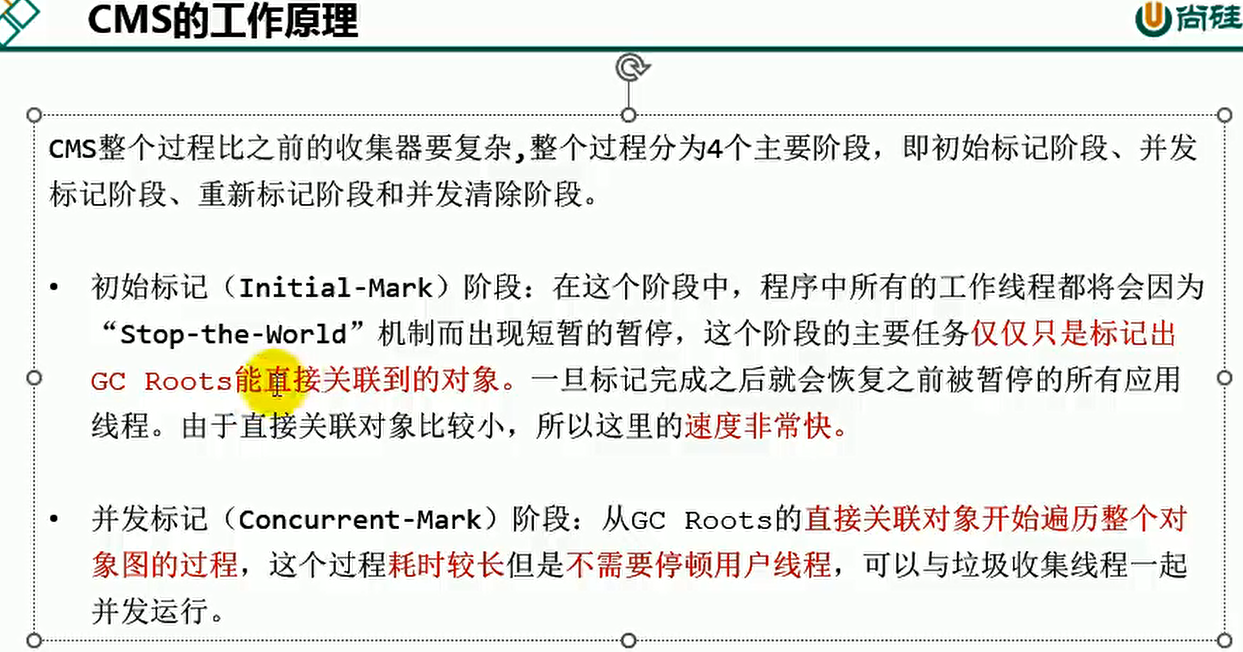 CMS的工作原理
尚硅
CMS整个过程比之前的收集器要复杂,整个过程分为4个主要阶段，即初始标记阶段、并发
标记阶段、重新标记阶段和并发清除阶段。
• 初始标记（Initial-Mark）阶段：在这个阶段中，程序中所有的工作线程都将会因为
“Stop-the-World”机制而出现短暂的暂停，这个阶段的主要任务仅仅只是标记出
GC Roots能直接关联到的对象。一旦标记完成之后就会恢复之前被暂停的所有应用
线程。由于直接关联对象比较小，所以这里的速度非常快。
• 并发标记（Concurrent-Mark）阶段：从GC Roots的直接关联对象开始遍历整个对
象图的过程，这个过程耗时较长但是不需要停顿用户线程，可以与垃圾收集线程一起
并发运行。